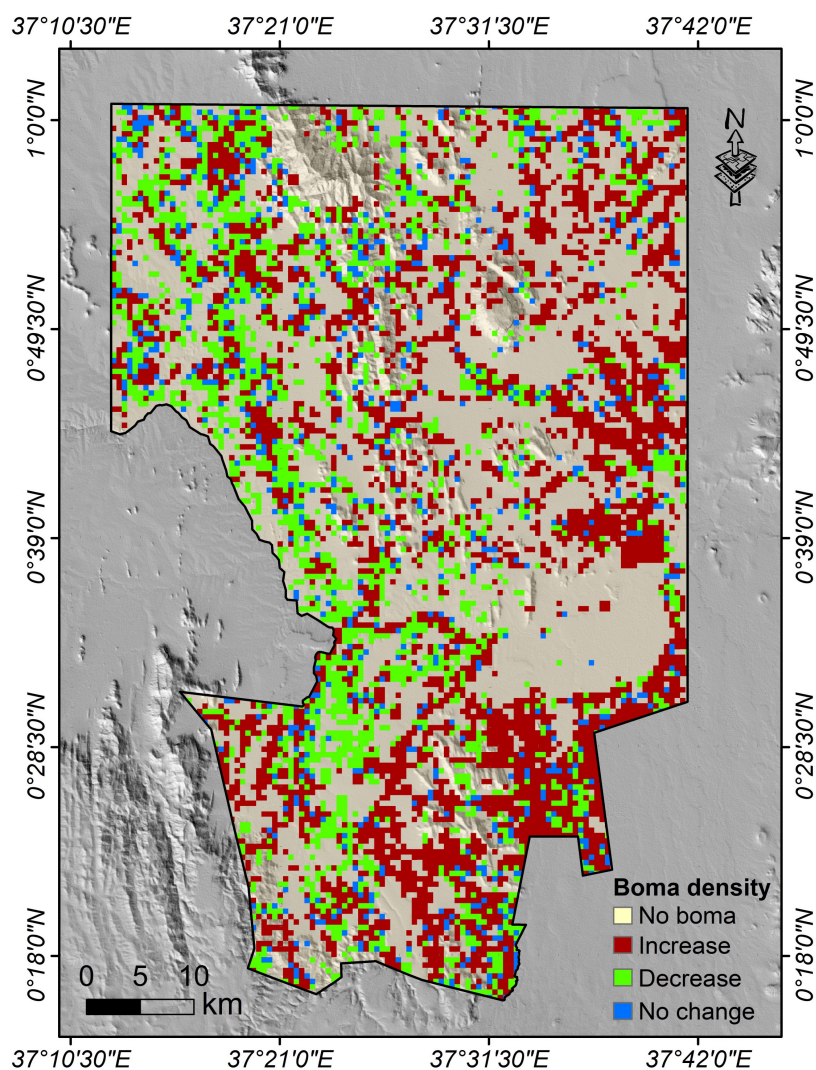 37°10'30"E 37°21'0"E 37°31'30"E 37°42'0"E
1°0'0"N 1°0'0"N
N
0°49'30"N 0°49'30"N
0°39'0"N 0°39'0"N
0°28'30"N 0°28'30"N
0°18'0"N 0°18'0"N
Boma density
No boma
Increase
Decrease
No change
0 5 10
km
37°10'30"E 37°21'0"E 37°31'30"E 37°42'0"E